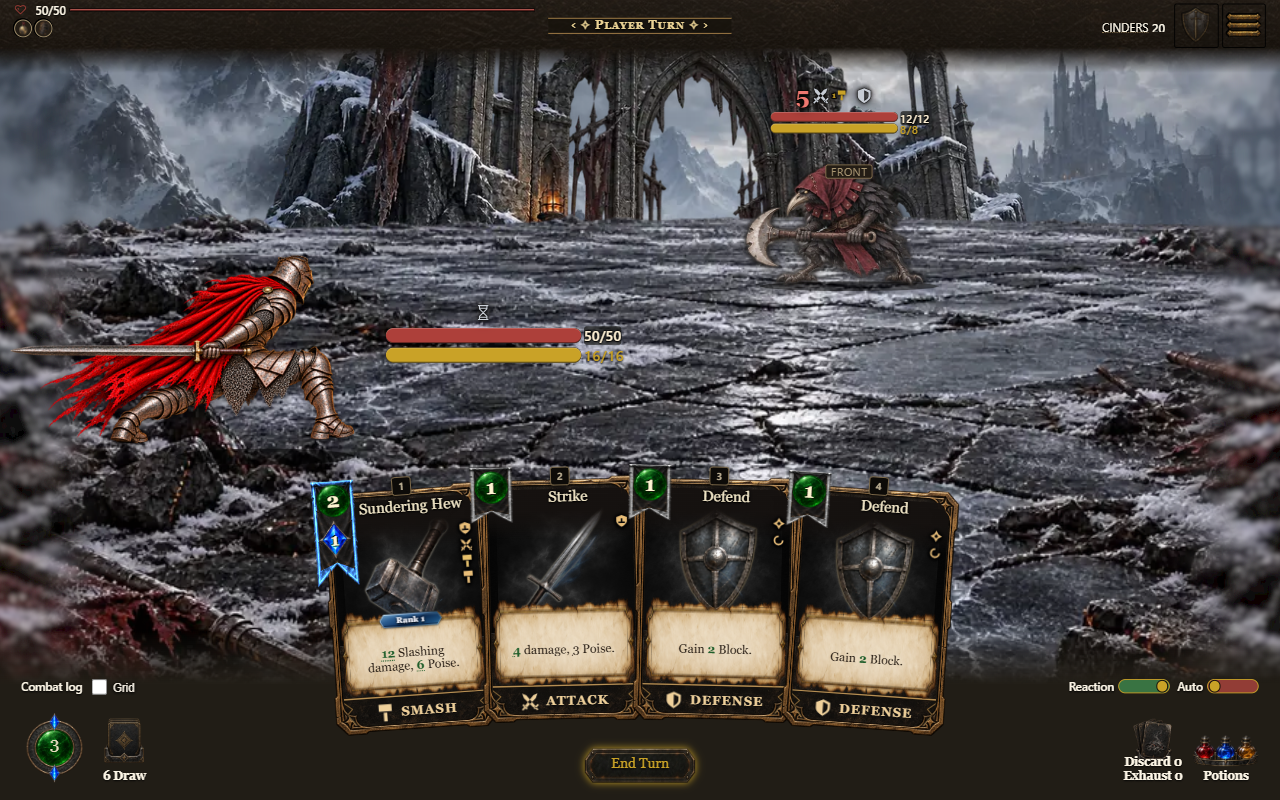 50/50
‹ ✧ PLAYER TURN ✧ ›
CINDERS 20
5 1
12/12
8/8
FRONT
50/50
16/16
2
1
1
Sundering Hew
Rank 1
12 Slashing
damage, 6 Poise.
SMASH
1
2
Strike
4 damage, 3 Poise.
ATTACK
1
3
Defend
Gain 2 Block.
DEFENSE
1
4
Defend
Gain 2 Block.
DEFENSE
Combat log Grid
Reaction Auto
3
6 Draw
End Turn
Discard 0
Exhaust 0
Potions